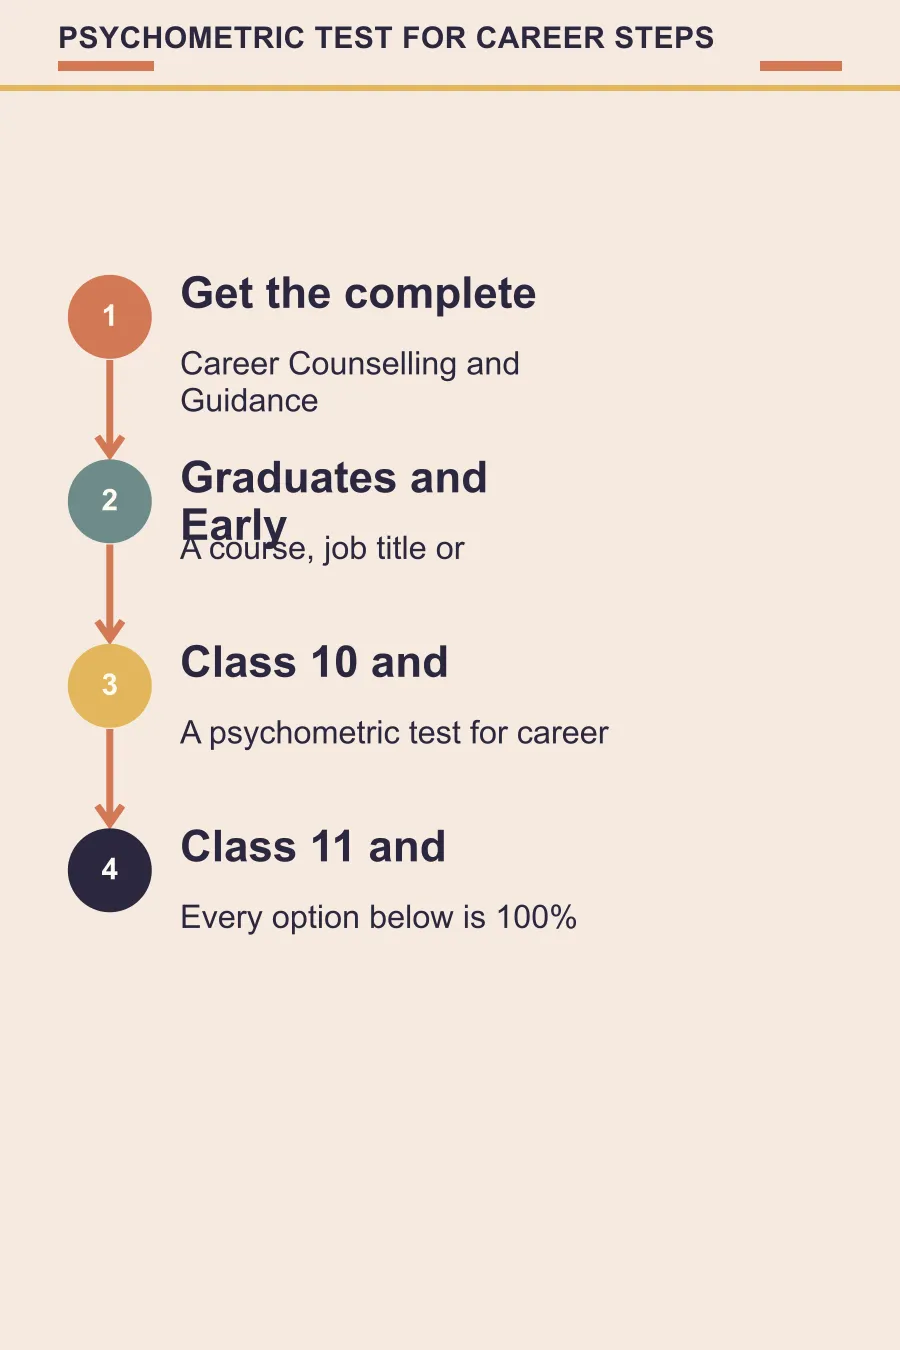 PSYCHOMETRIC TEST FOR CAREER STEPS
1
Get the complete
Career Counselling and
Guidance
2
Graduates and
Early
A course, job title or
3
Class 10 and
A psychometric test for career
4
Class 11 and
Every option below is 100%